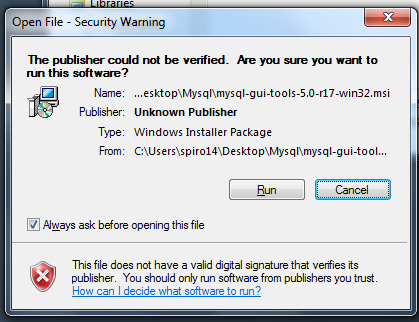 Libraries
Open File - Security Warning
The publisher could not be verified. Are you sure you want to
run this software?
Name: ...esktop\Mysql\mysql-gui-tools-5.0-r17-win32.msi
Publisher: Unknown Publisher
Type: Windows Installer Package
From: C:\Users\spiro14\Desktop\Mysql\mysql-gui-tool...
Run Cancel
Always ask before opening this file
This file does not have a valid digital signature that verifies its
publisher. You should only run software from publishers you trust.
How can I decide what software to run?